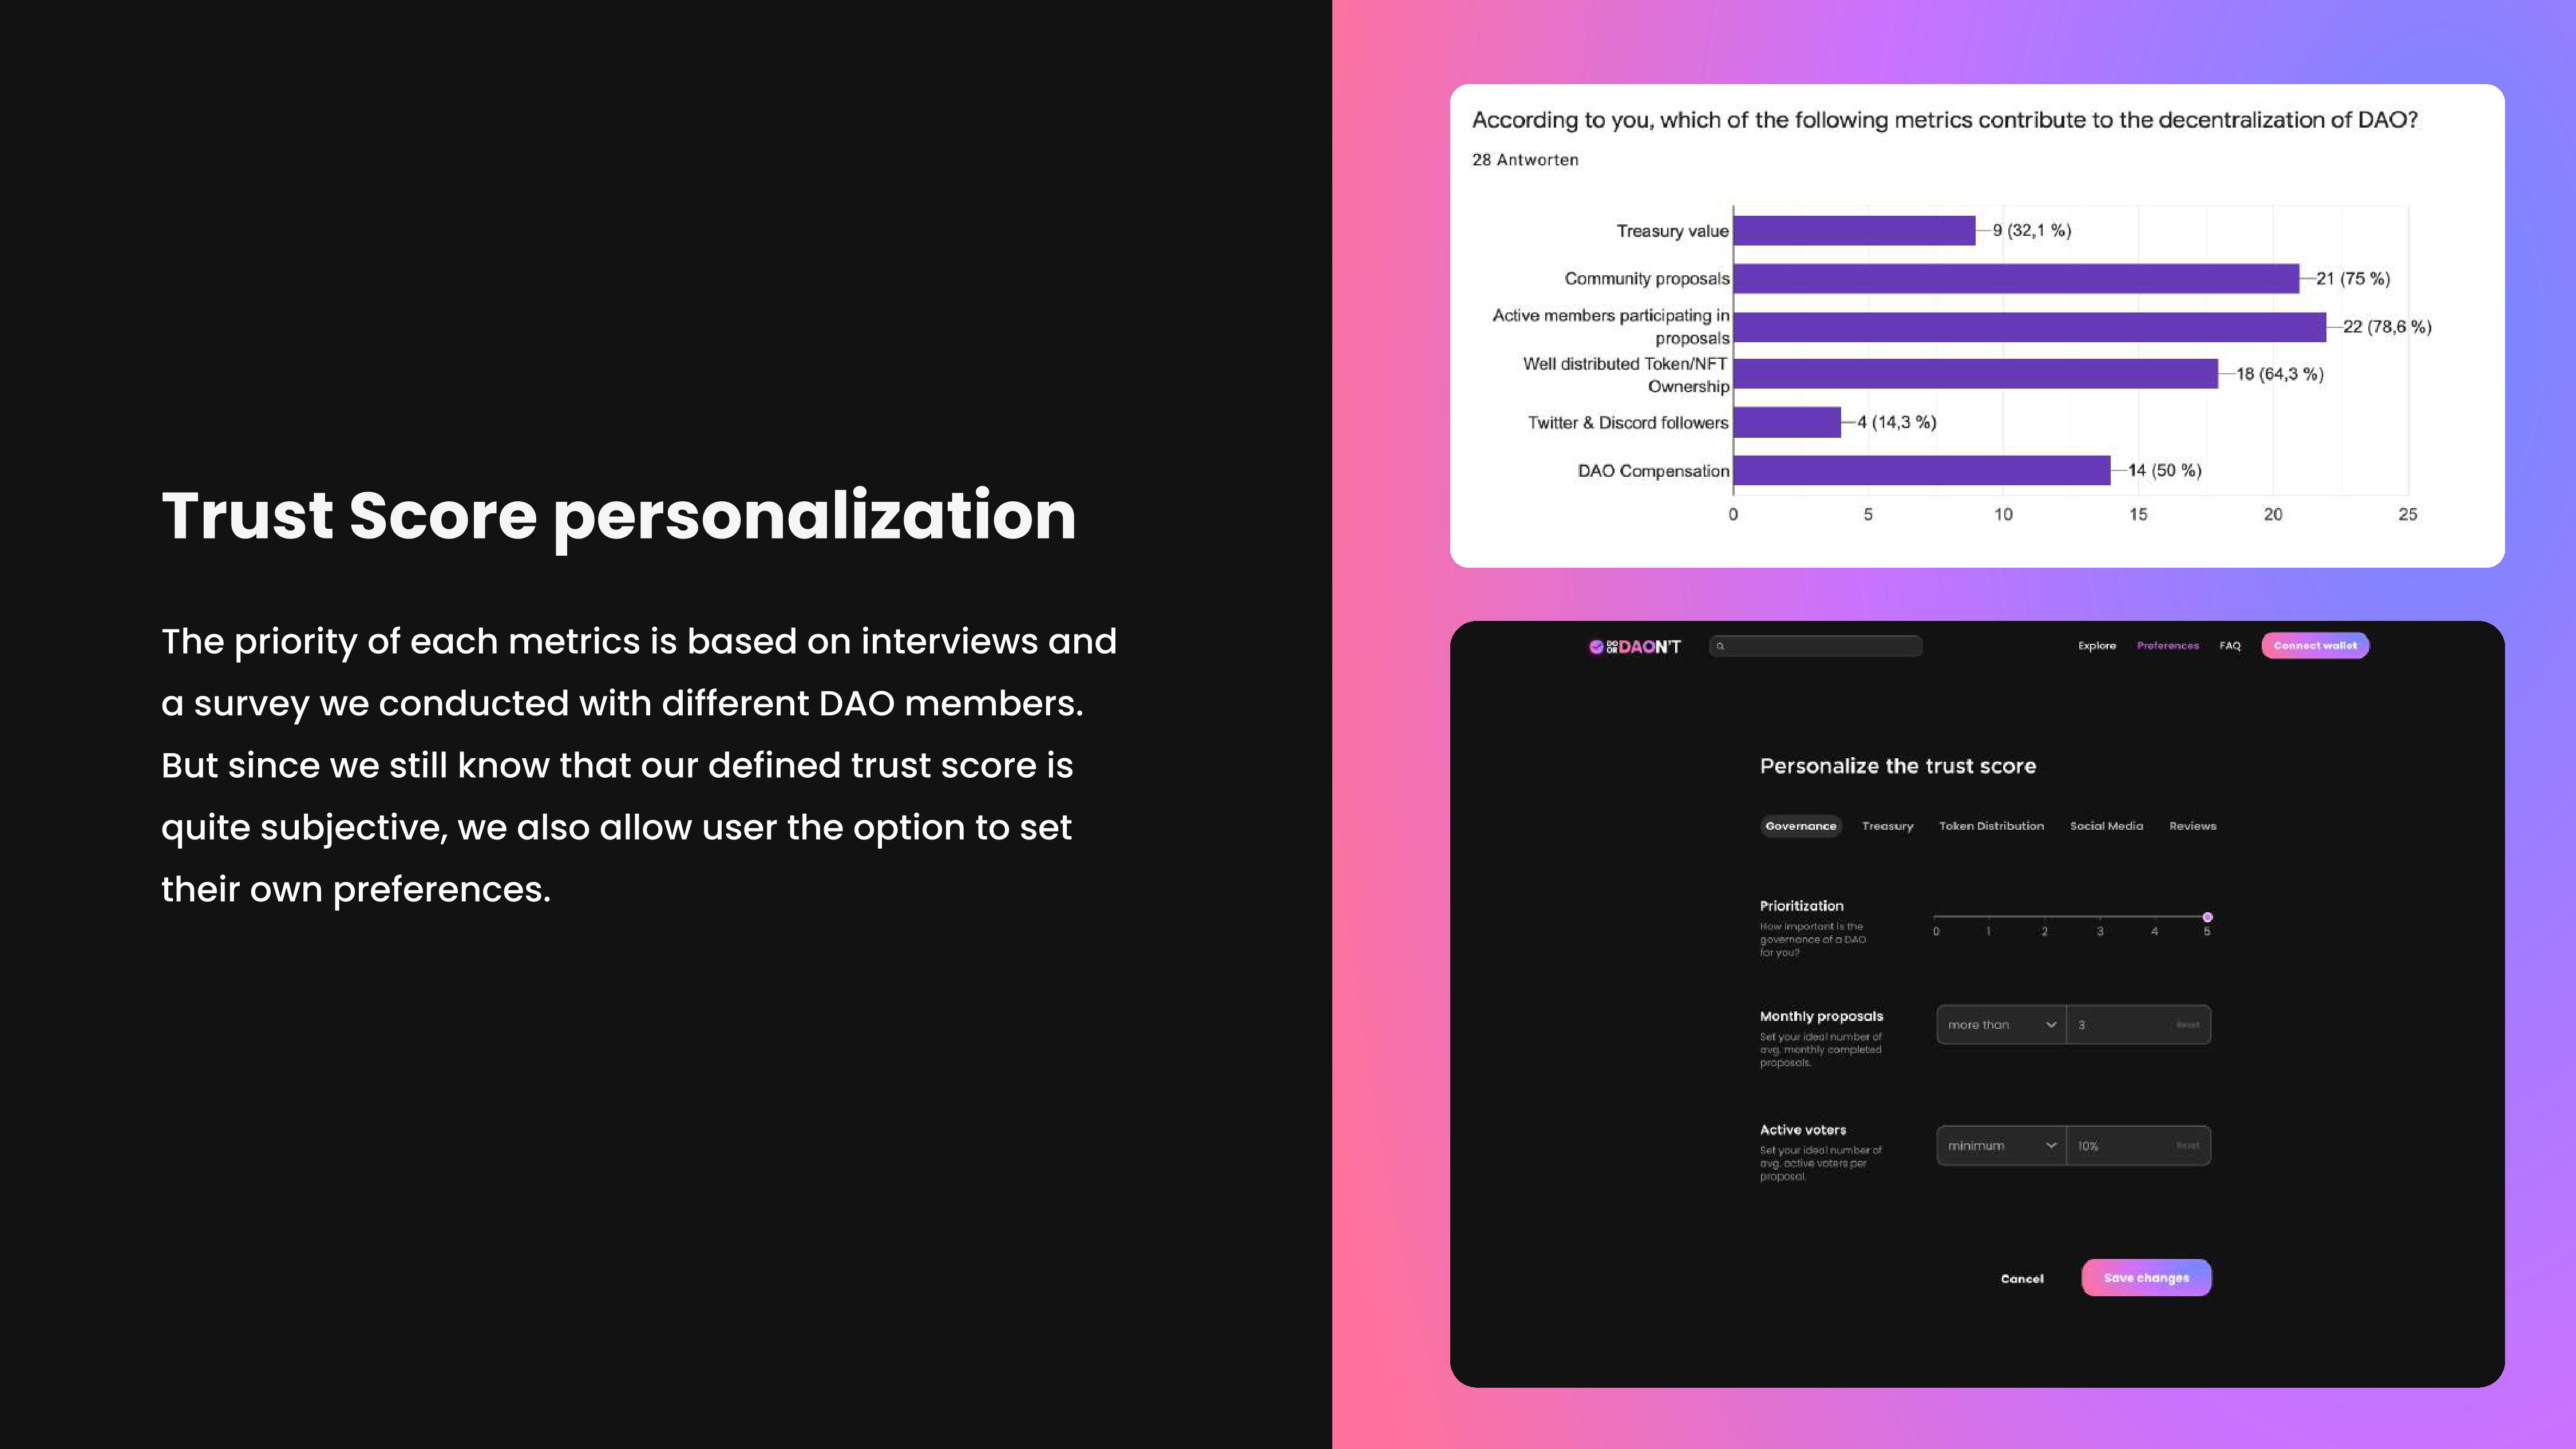 Trust Score personalization
The priority of each metrics is based on interviews and
a survey we conducted with different DAO members.
But since we still know that our defined trust score is
quite subjective, we also allow user the option to set
their own preferences.
According to you, which of the following metrics contribute to the decentralization of DAO?
28 Antworten
Treasury value
9 (32,1 %)
Community proposals
21 (75 %)
Active members participating in
proposals
22 (78,6 %)
Well distributed Token/NFT
Ownership
18 (64,3 %)
Twitter & Discord followers
4 (14,3 %)
DAO Compensation
14 (50 %)
0 5 10 15 20 25
DO OR DAON'T
Explore Preferences FAQ Connect wallet
Personalize the trust score
Governance Treasury Token Distribution Social Media Reviews
Prioritization
How important is the
governance of a DAO
for you?
0 1 2 3 4 5
Monthly proposals
Set your ideal number of
avg. monthly completed
proposals.
more than 3 Reset
Active voters
Set your ideal number of
avg. active voters per
proposal.
minimum 10% Reset
Cancel Save changes